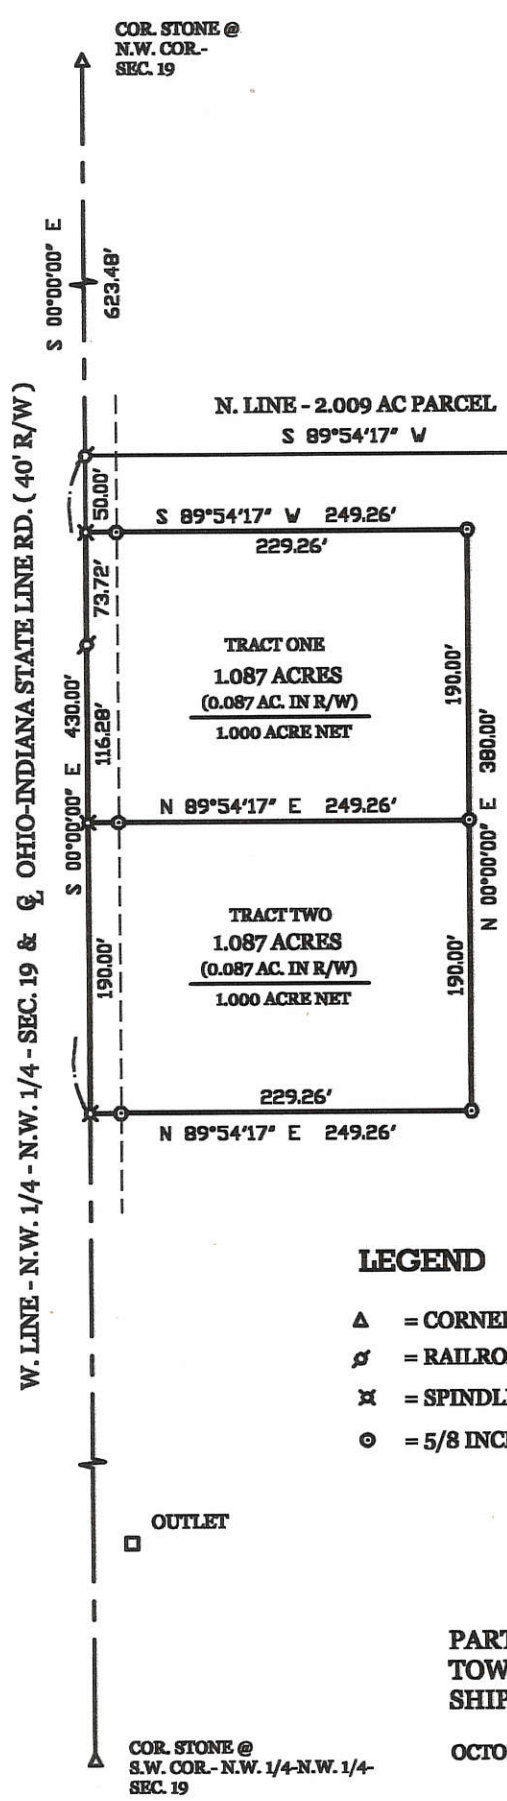 COR. STONE @
N.W. COR.-
SEC. 19
S 00°00'00" E
623.48'
W. LINE - N.W. 1/4 - N.W. 1/4 - SEC. 19 & ℄ OHIO-INDIANA STATE LINE RD. ( 40' R/W )
N. LINE - 2.009 AC PARCEL
S 89°54'17" W
50.00'
S 89°54'17" W 249.26'
229.26'
73.72'
TRACT ONE
1.087 ACRES
(0.087 AC. IN R/W)
1.000 ACRE NET
190.00'
S 00°00'00" E 430.00'
116.28'
N 00°00'00" E 380.00'
N 89°54'17" E 249.26'
TRACT TWO
1.087 ACRES
(0.087 AC. IN R/W)
1.000 ACRE NET
190.00'
190.00'
229.26'
N 89°54'17" E 249.26'
LEGEND
= CORNE
= RAILRO
= SPINDL
= 5/8 INC
OUTLET
PART
TOW
SHIP
OCTO
COR. STONE @
S.W. COR.- N.W. 1/4-N.W. 1/4-
SEC. 19